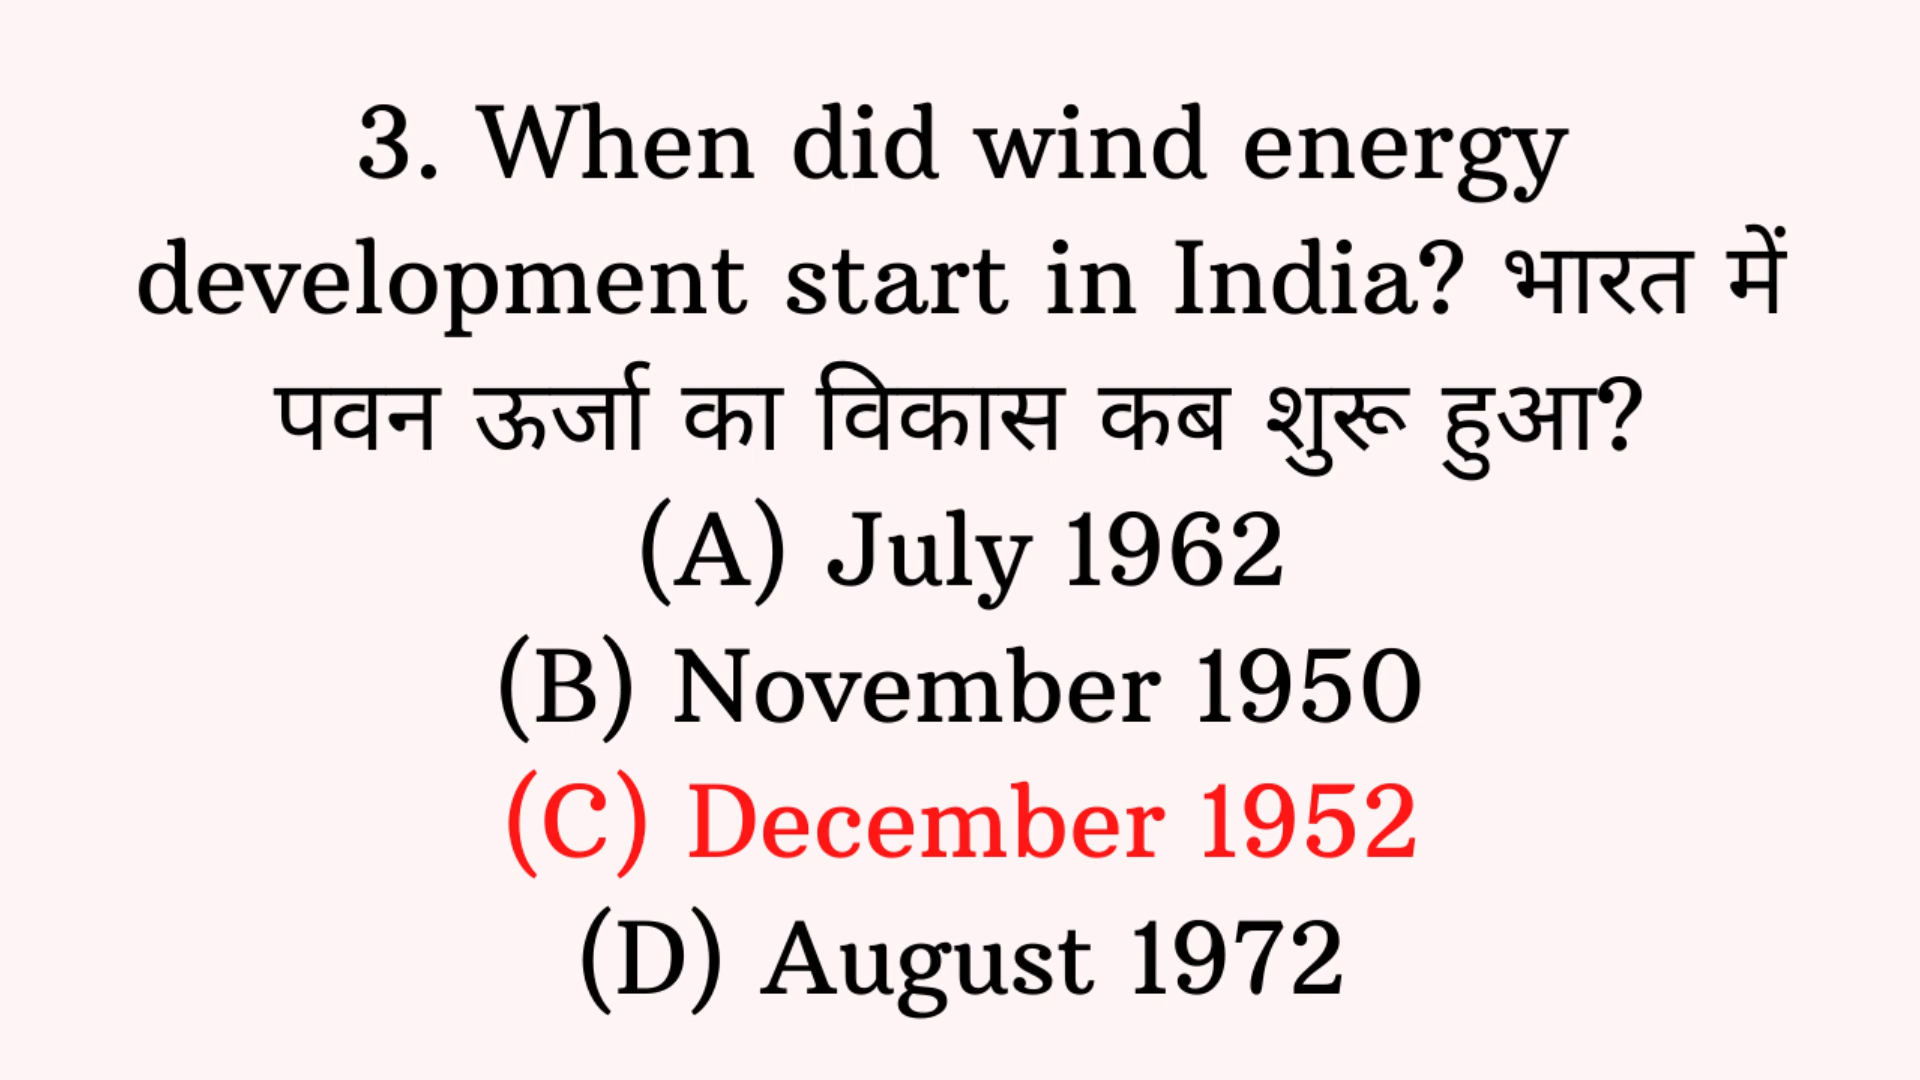 3. When did wind energy
development start in India? भारत में
पवन ऊर्जा का विकास कब शुरू हुआ?
(A) July 1962
(B) November 1950
(C) December 1952
(D) August 1972